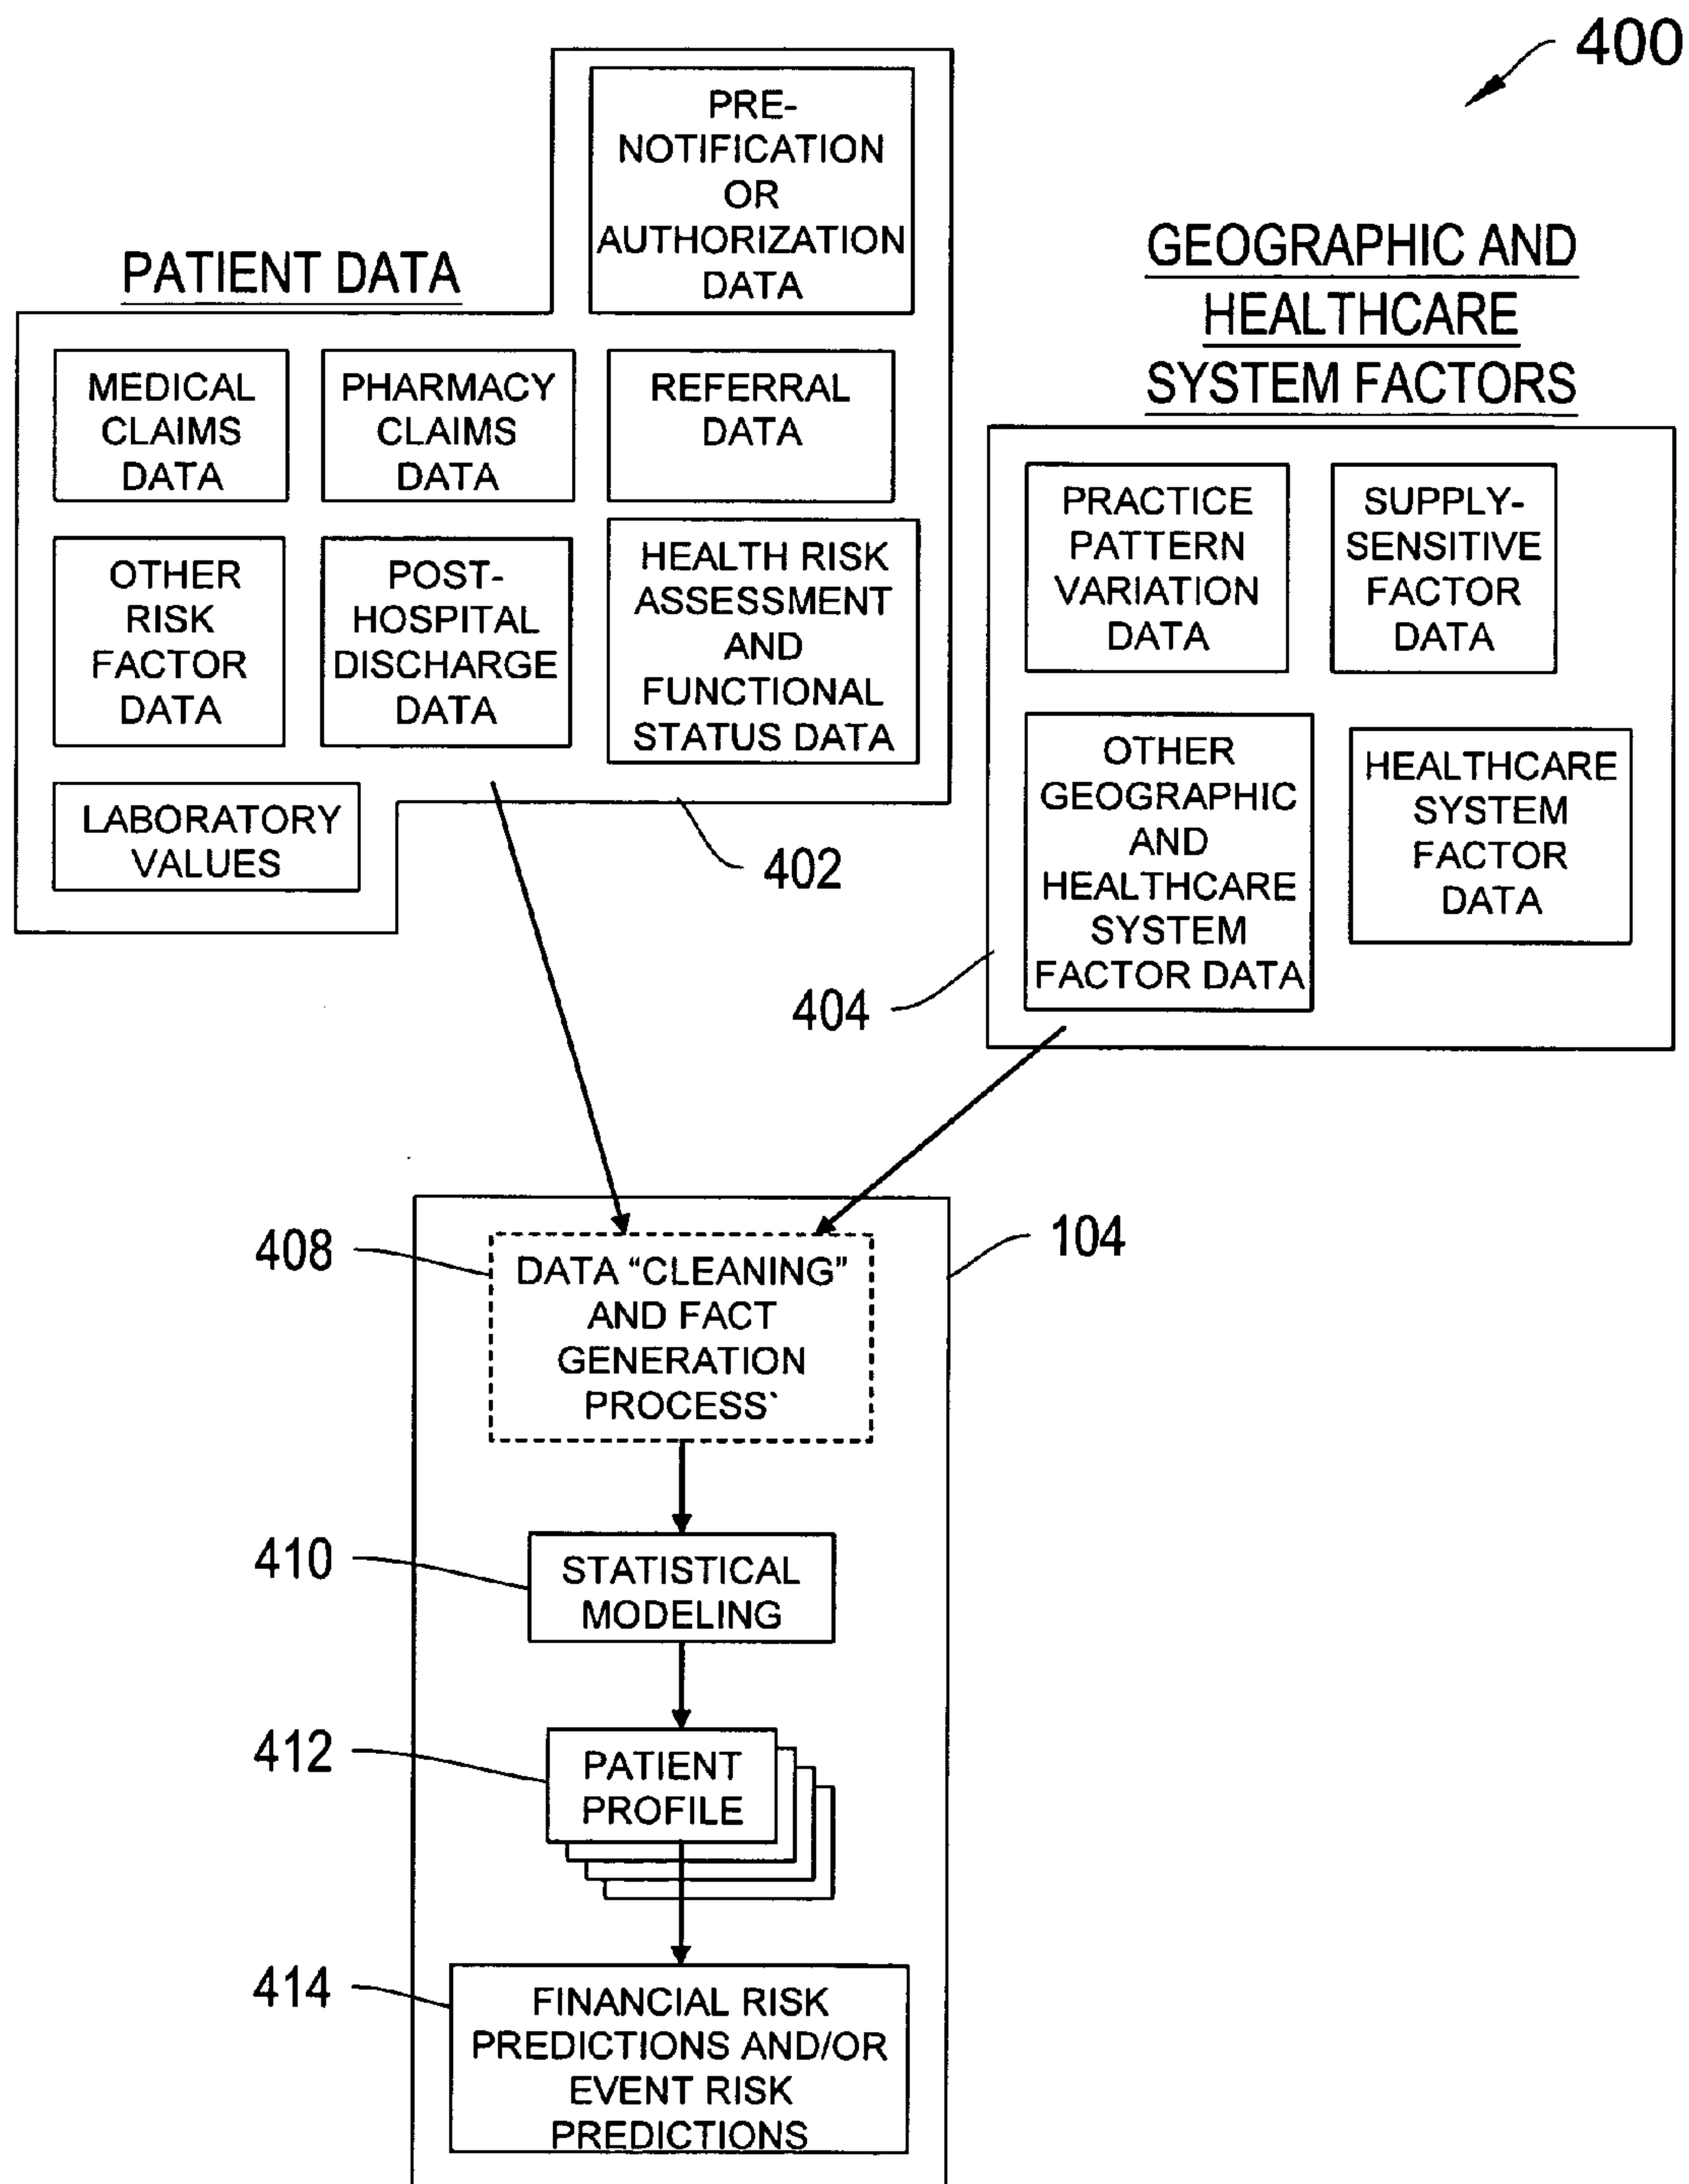 400
PRE-
NOTIFICATION
OR
AUTHORIZATION
DATA
PATIENT DATA
MEDICAL
CLAIMS
DATA
PHARMACY
CLAIMS
DATA
REFERRAL
DATA
OTHER
RISK
FACTOR
DATA
POST-
HOSPITAL
DISCHARGE
DATA
HEALTH RISK
ASSESSMENT
AND
FUNCTIONAL
STATUS DATA
LABORATORY
VALUES
402
GEOGRAPHIC AND
HEALTHCARE
SYSTEM FACTORS
PRACTICE
PATTERN
VARIATION
DATA
SUPPLY-
SENSITIVE
FACTOR
DATA
OTHER
GEOGRAPHIC
AND
HEALTHCARE
SYSTEM
FACTOR DATA
HEALTHCARE
SYSTEM
FACTOR
DATA
404
104
408
DATA “CLEANING”
AND FACT
GENERATION
PROCESS`
410
STATISTICAL
MODELING
412
PATIENT
PROFILE
414
FINANCIAL RISK
PREDICTIONS AND/OR
EVENT RISK
PREDICTIONS